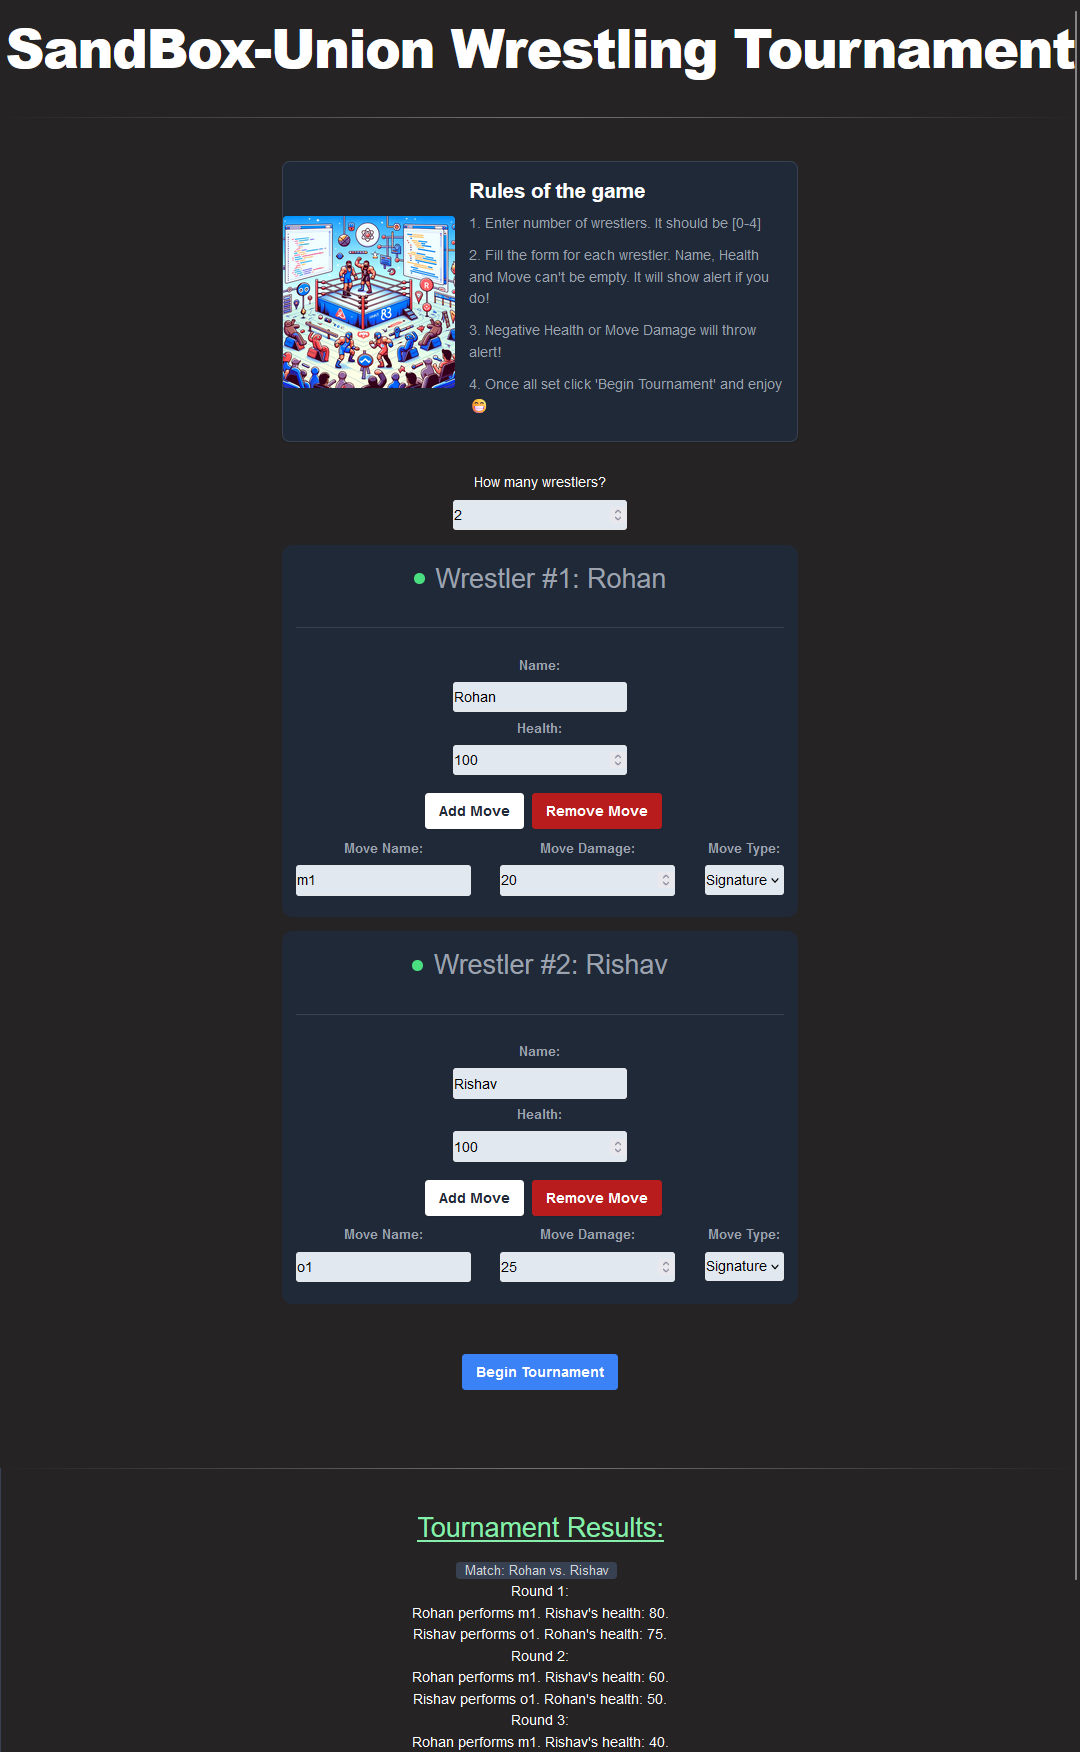 SandBox-Union Wrestling Tournament
Rules of the game
1. Enter number of wrestlers. It should be [0-4]
2. Fill the form for each wrestler. Name, Health
and Move can't be empty. It will show alert if you
do!
3. Negative Health or Move Damage will throw
alert!
4. Once all set click 'Begin Tournament' and enjoy
😁
How many wrestlers?
2
Wrestler #1: Rohan
Name:
Rohan
Health:
100
Add Move Remove Move
Move Name: Move Damage: Move Type:
m1 20 Signature
Wrestler #2: Rishav
Name:
Rishav
Health:
100
Add Move Remove Move
Move Name: Move Damage: Move Type:
o1 25 Signature
Begin Tournament
Tournament Results:
Match: Rohan vs. Rishav
Round 1:
Rohan performs m1. Rishav's health: 80.
Rishav performs o1. Rohan's health: 75.
Round 2:
Rohan performs m1. Rishav's health: 60.
Rishav performs o1. Rohan's health: 50.
Round 3:
Rohan performs m1. Rishav's health: 40.